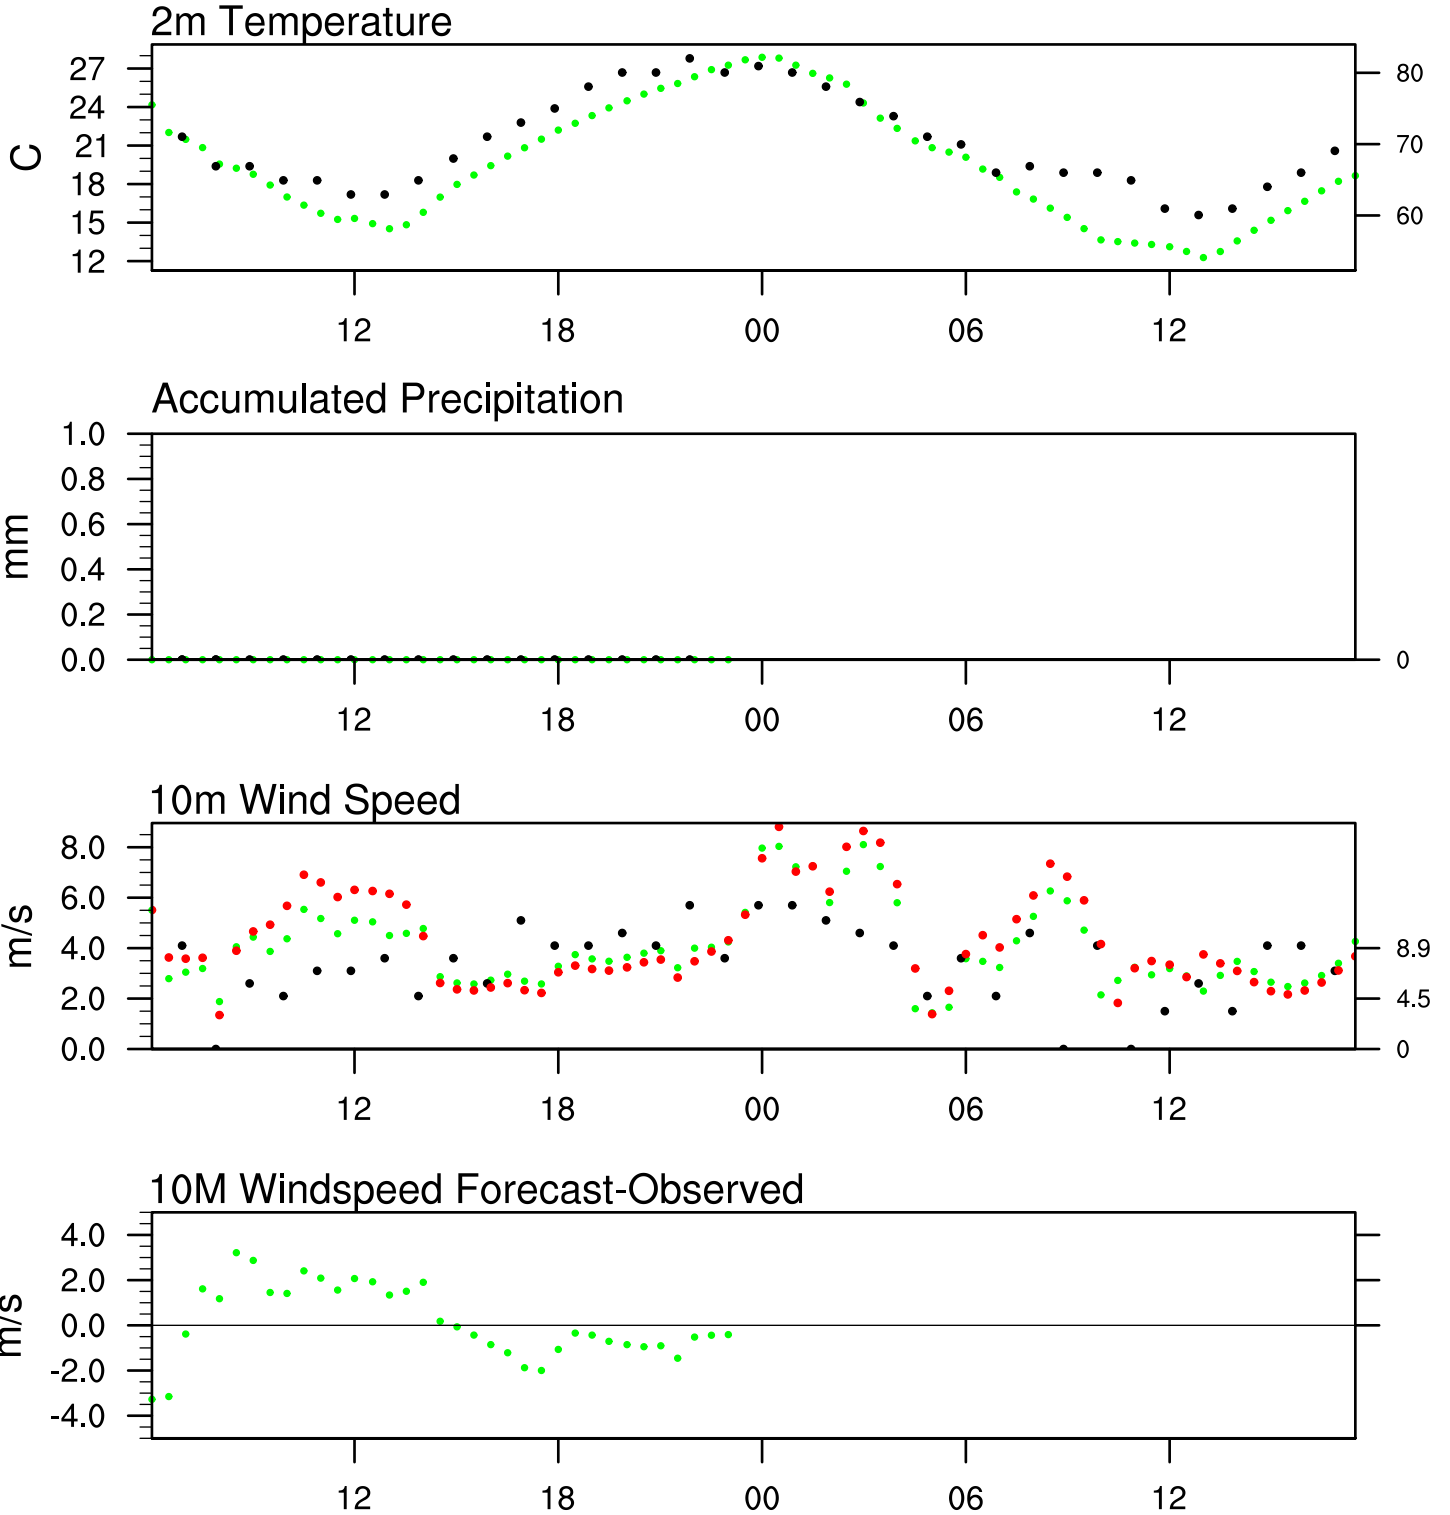 2m Temperature
27
24
21
18
15
12
C
80
70
60
12 18 00 06 12
Accumulated Precipitation
1.0
0.8
0.6
0.4
0.2
0.0
mm
0
12 18 00 06 12
10m Wind Speed
8.0
6.0
4.0
2.0
0.0
m/s
8.9
4.5
0
12 18 00 06 12
10M Windspeed Forecast-Observed
4.0
2.0
0.0
-2.0
-4.0
m/s
12 18 00 06 12